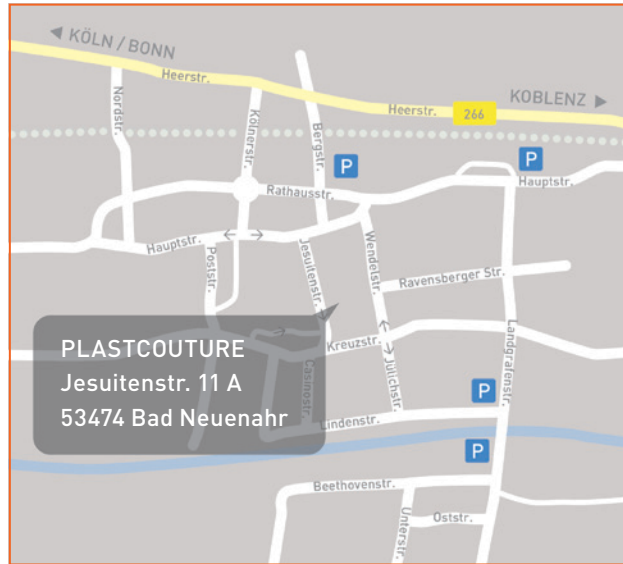 ◄ KÖLN / BONN
Heerstr.
KOBLENZ ►
Heerstr.
266
Nordstr.
Kölnerstr.
Bergstr.
P
P
Hauptstr.
Rathausstr.
Hauptstr.
Poststr.
Jesuitenstr.
Wendelstr.
Ravensberger Str.
PLASTCOUTURE
Jesuitenstr. 11 A
53474 Bad Neuenahr
Kreuzstr.
Casinostr.
Jülichstr.
Landgrafenstr.
P
Lindenstr.
P
Beethovenstr.
Unterstr.
Oststr.